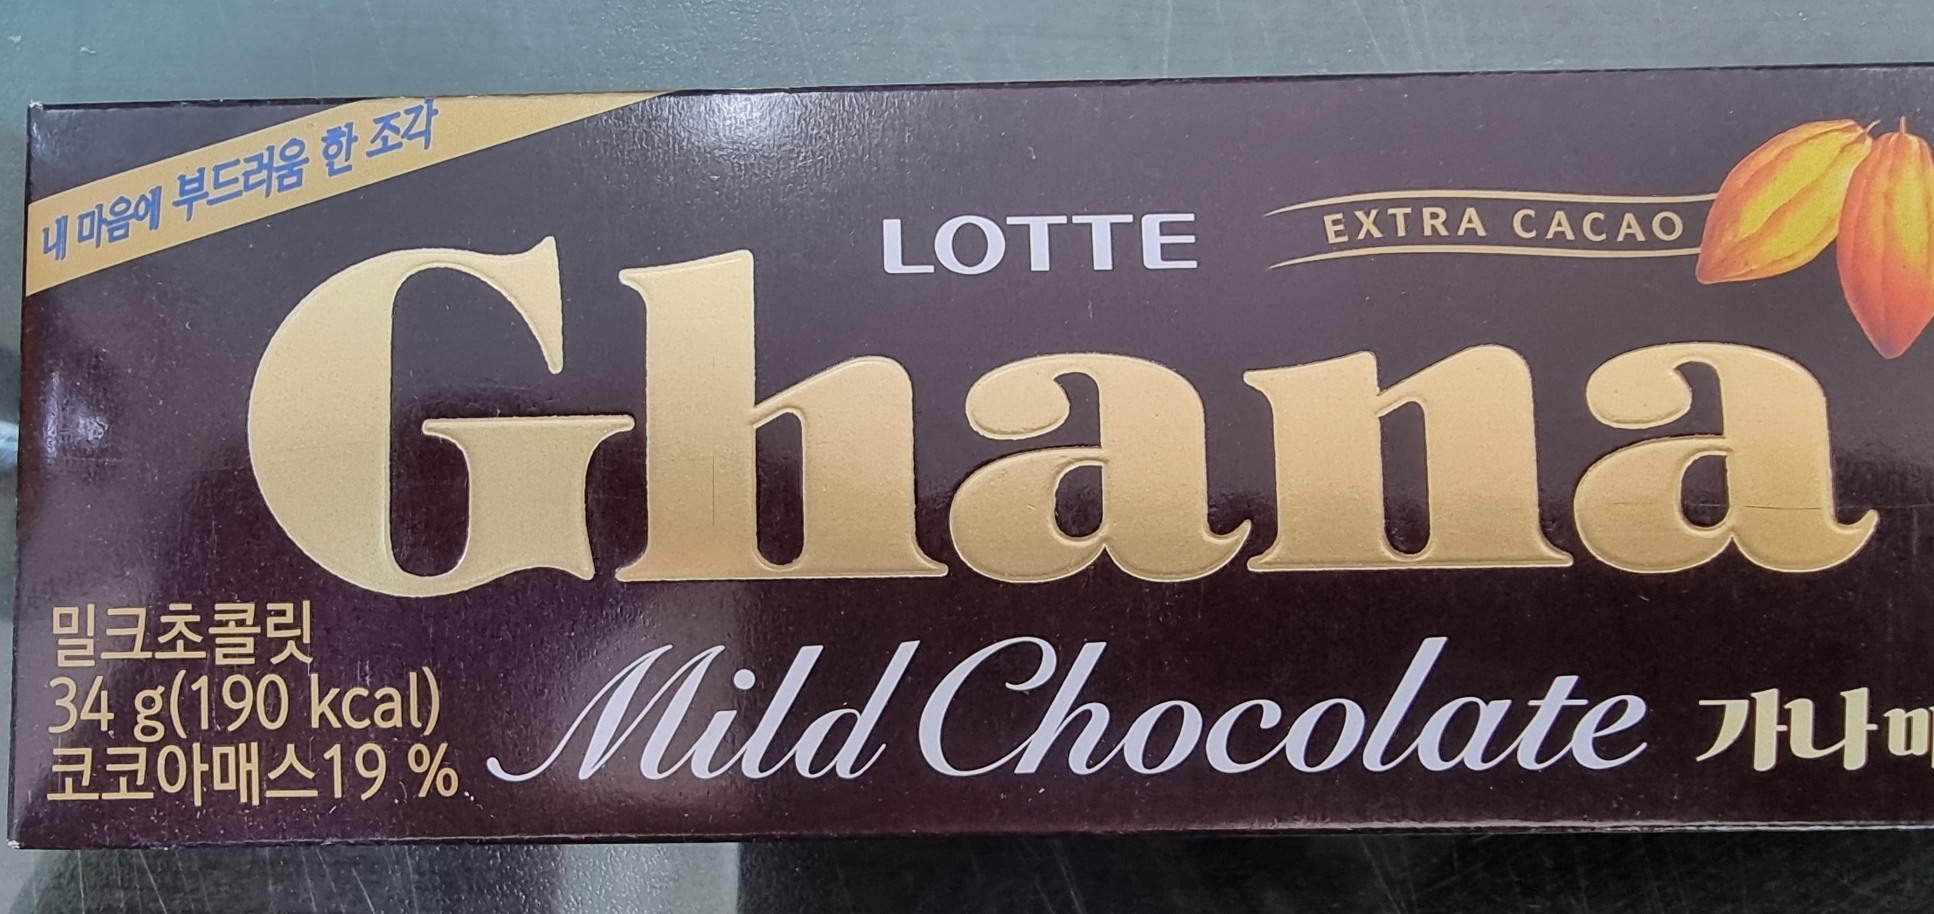 내 마음에 부드러움 한 조각
LOTTE
EXTRA CACAO
Ghana
밀크초콜릿
34 g(190 kcal)
코코아매스19 %
Mild Chocolate
가나